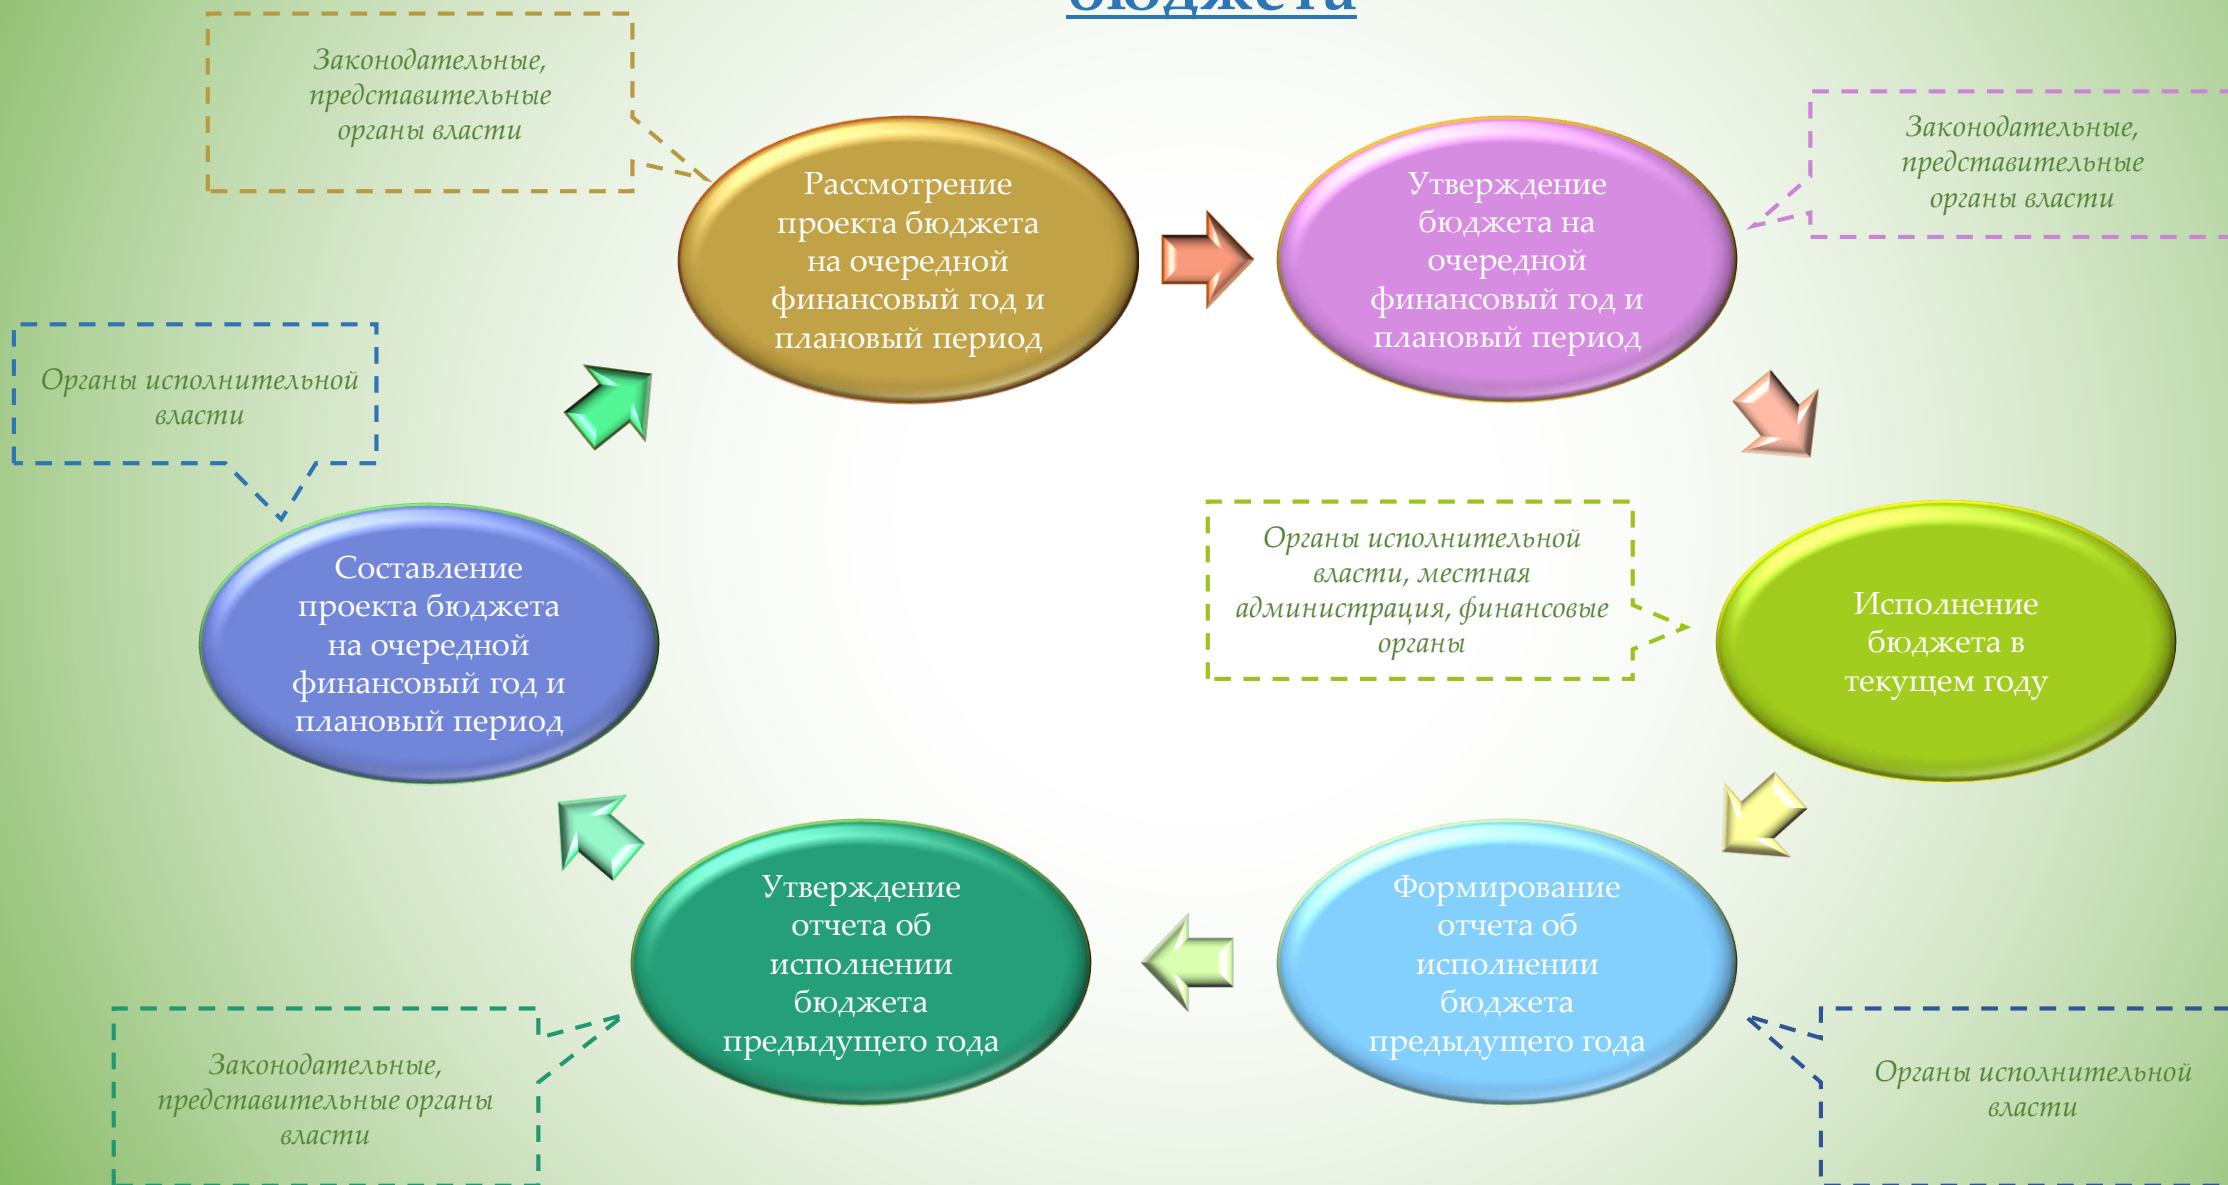 бюджета
Законодательные,
представительные
органы власти
Рассмотрение
проекта бюджета
на очередной
финансовый год и
плановый период
Утверждение
бюджета на
очередной
финансовый год и
плановый период
Законодательные,
представительные
органы власти
Органы исполнительной
власти
Составление
проекта бюджета
на очередной
финансовый год и
плановый период
Органы исполнительной
власти, местная
администрация, финансовые
органы
Исполнение
бюджета в
текущем году
Утверждение
отчета об
исполнении
бюджета
предыдущего года
Формирование
отчета об
исполнении
бюджета
предыдущего года
Законодательные,
представительные органы
власти
Органы исполнительной
власти